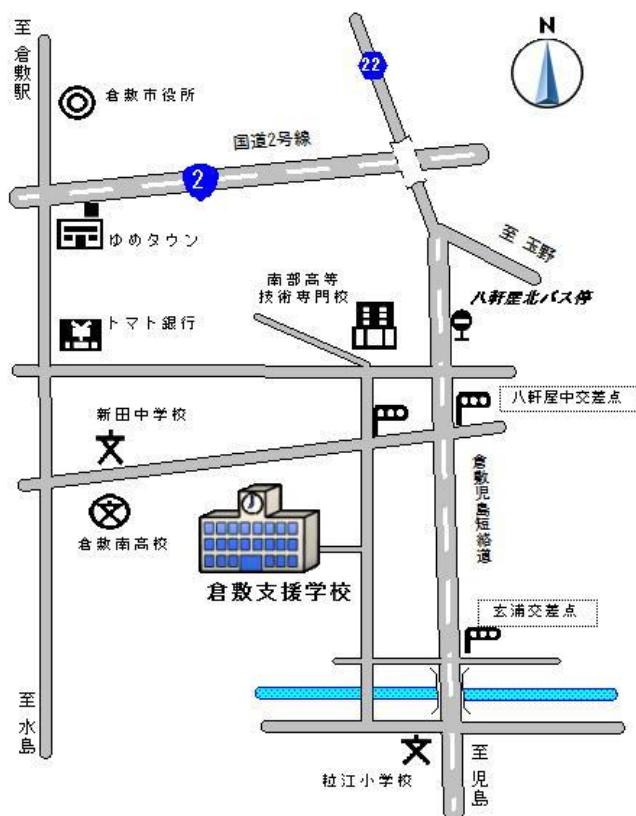 至 倉敷駅
22
N
倉敷市役所
国道2号線
2
ゆめタウン
至 玉野
南部高等
技術専門校
八軒屋北バス停
トマト銀行
八軒屋中交差点
新田中学校
倉敷児島短絡道
倉敷南高校
倉敷支援学校
玄浦交差点
至 水島
粒江小学校
至 児島